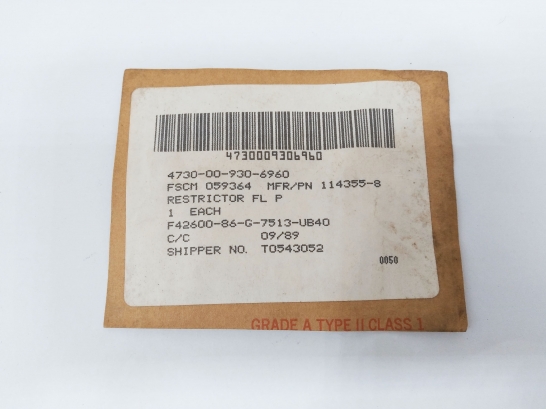 4730009306960
4730-00-930-6960
FSCM 059364 MFR/PN 114355-8
RESTRICTOR FL P
1 EACH
F42600-86-G-7513-UB40
C/C 09/89
SHIPPER NO. T0543052
0050
GRADE A TYPE II CLASS 1